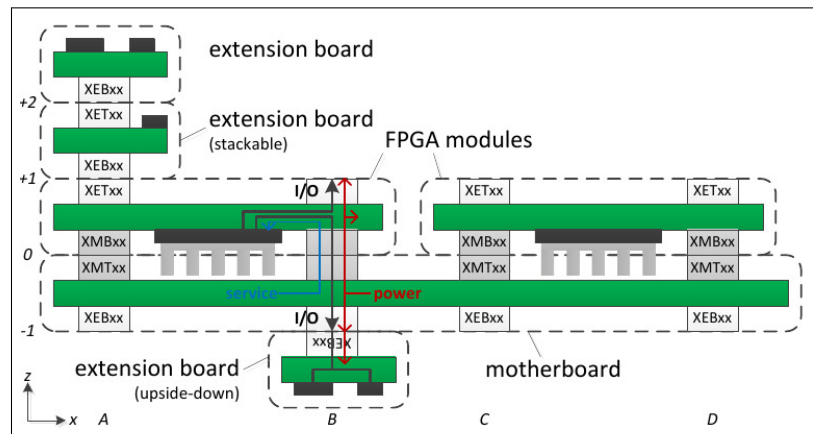 extension board
XEBxx
+2
XETxx
extension board
(stackable)
XEBxx
FPGA modules
+1
XETxx
I/O
XETxx
XETxx
XMBxx
XMBxx
XMBxx
0
XMTxx
XMTxx
XMTxx
service
power
XEBxx
I/O
XEBxx
XEBxx
-1
XEBxx
extension board
(upside-down)
motherboard
z
x
A
B
C
D